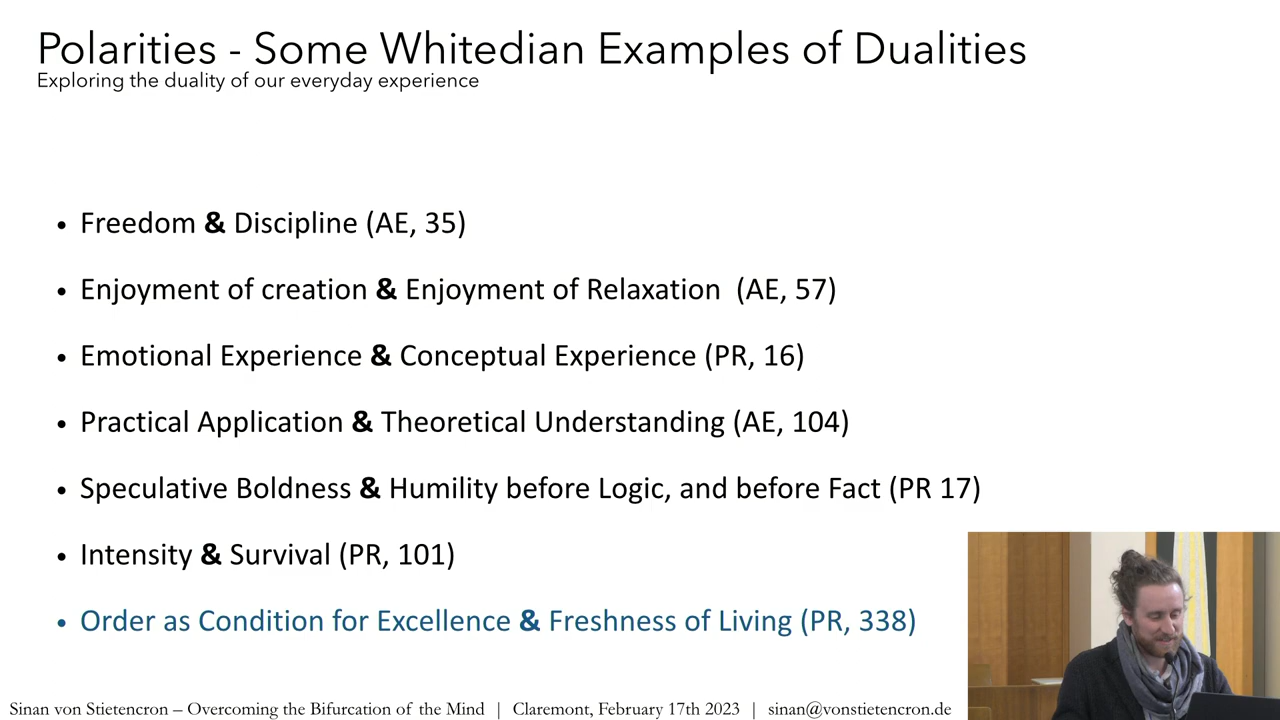 Polarities - Some Whitedian Examples of Dualities
Exploring the duality of our everyday experience
• Freedom & Discipline (AE, 35)
• Enjoyment of creation & Enjoyment of Relaxation (AE, 57)
• Emotional Experience & Conceptual Experience (PR, 16)
• Practical Application & Theoretical Understanding (AE, 104)
• Speculative Boldness & Humility before Logic, and before Fact (PR 17)
• Intensity & Survival (PR, 101)
• Order as Condition for Excellence & Freshness of Living (PR, 338)
Sinan von Stietencron – Overcoming the Bifurcation of the Mind | Claremont, February 17th 2023 | sinan@vonstietencron.de